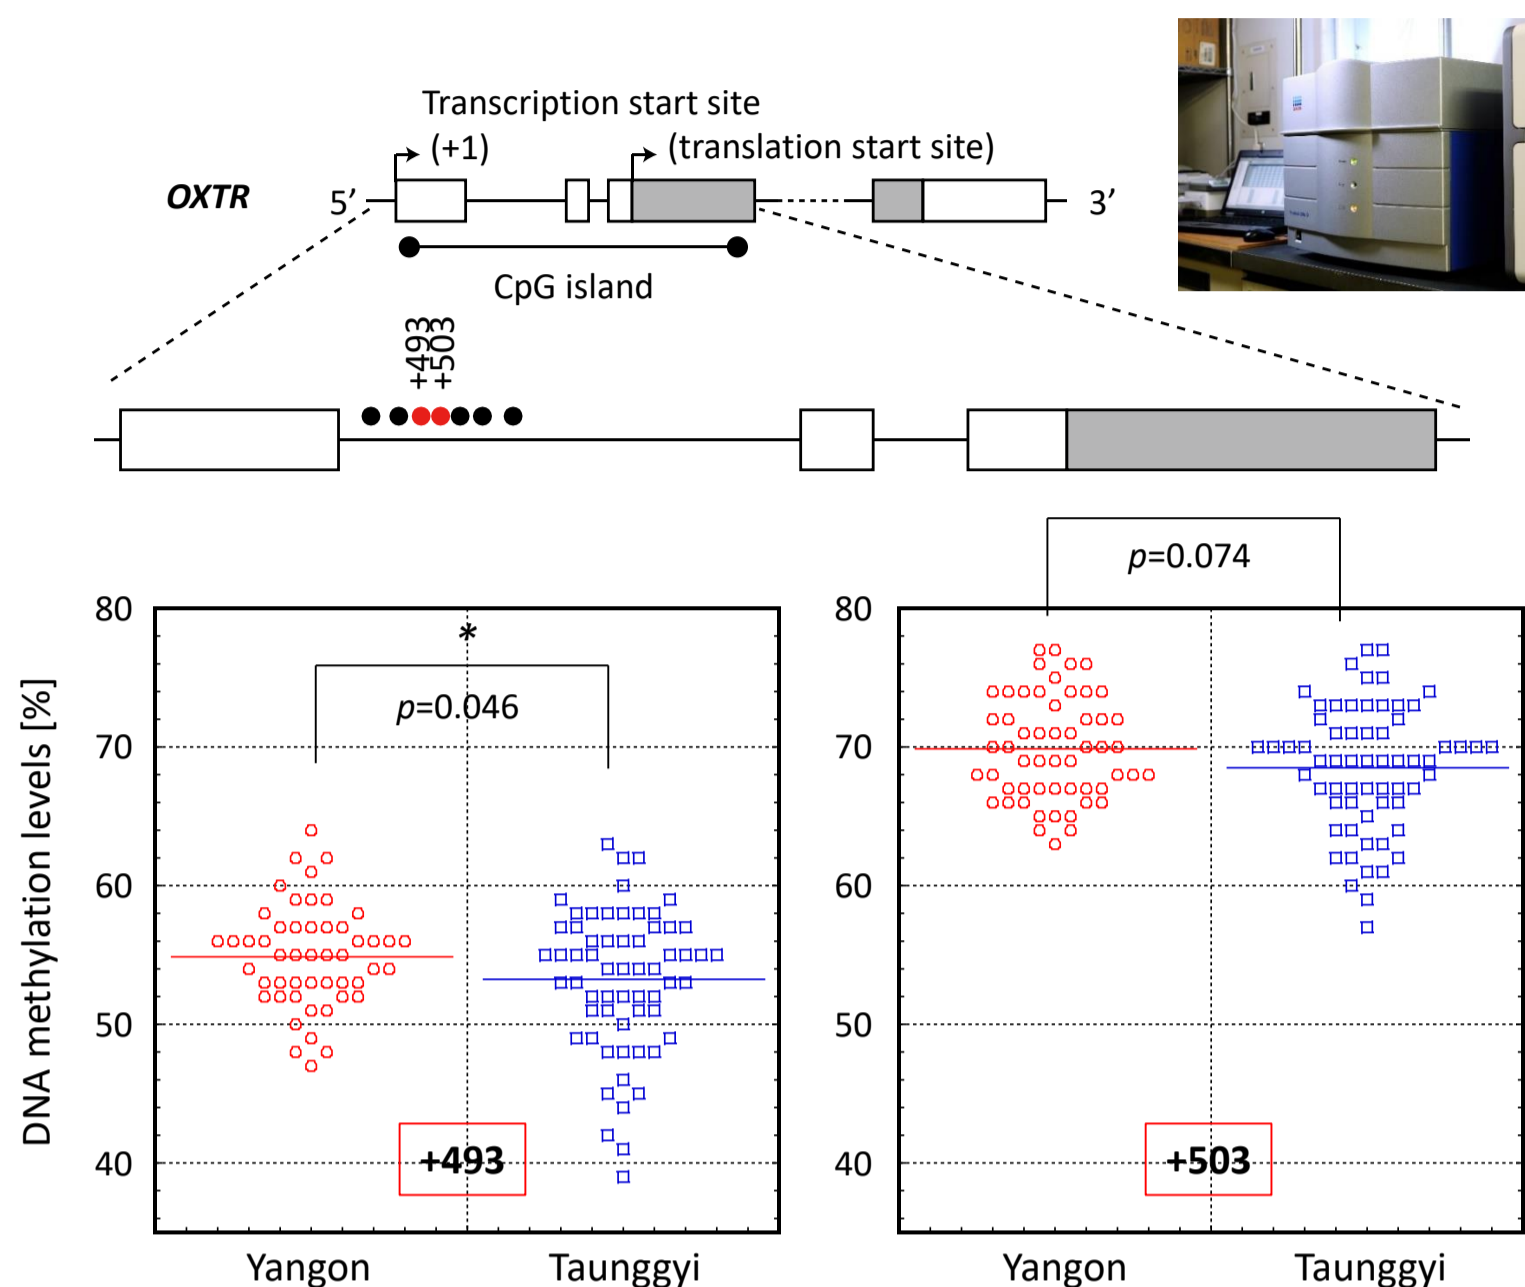 Transcription start site
(+1)
(translation start site)
OXTR
5’
3’
CpG island
+493
+503
p=0.074
80
*
p=0.046
70
60
50
40
DNA methylation levels [%]
+493
Yangon
Taunggyi
80
70
60
50
40
+503
Yangon
Taunggyi